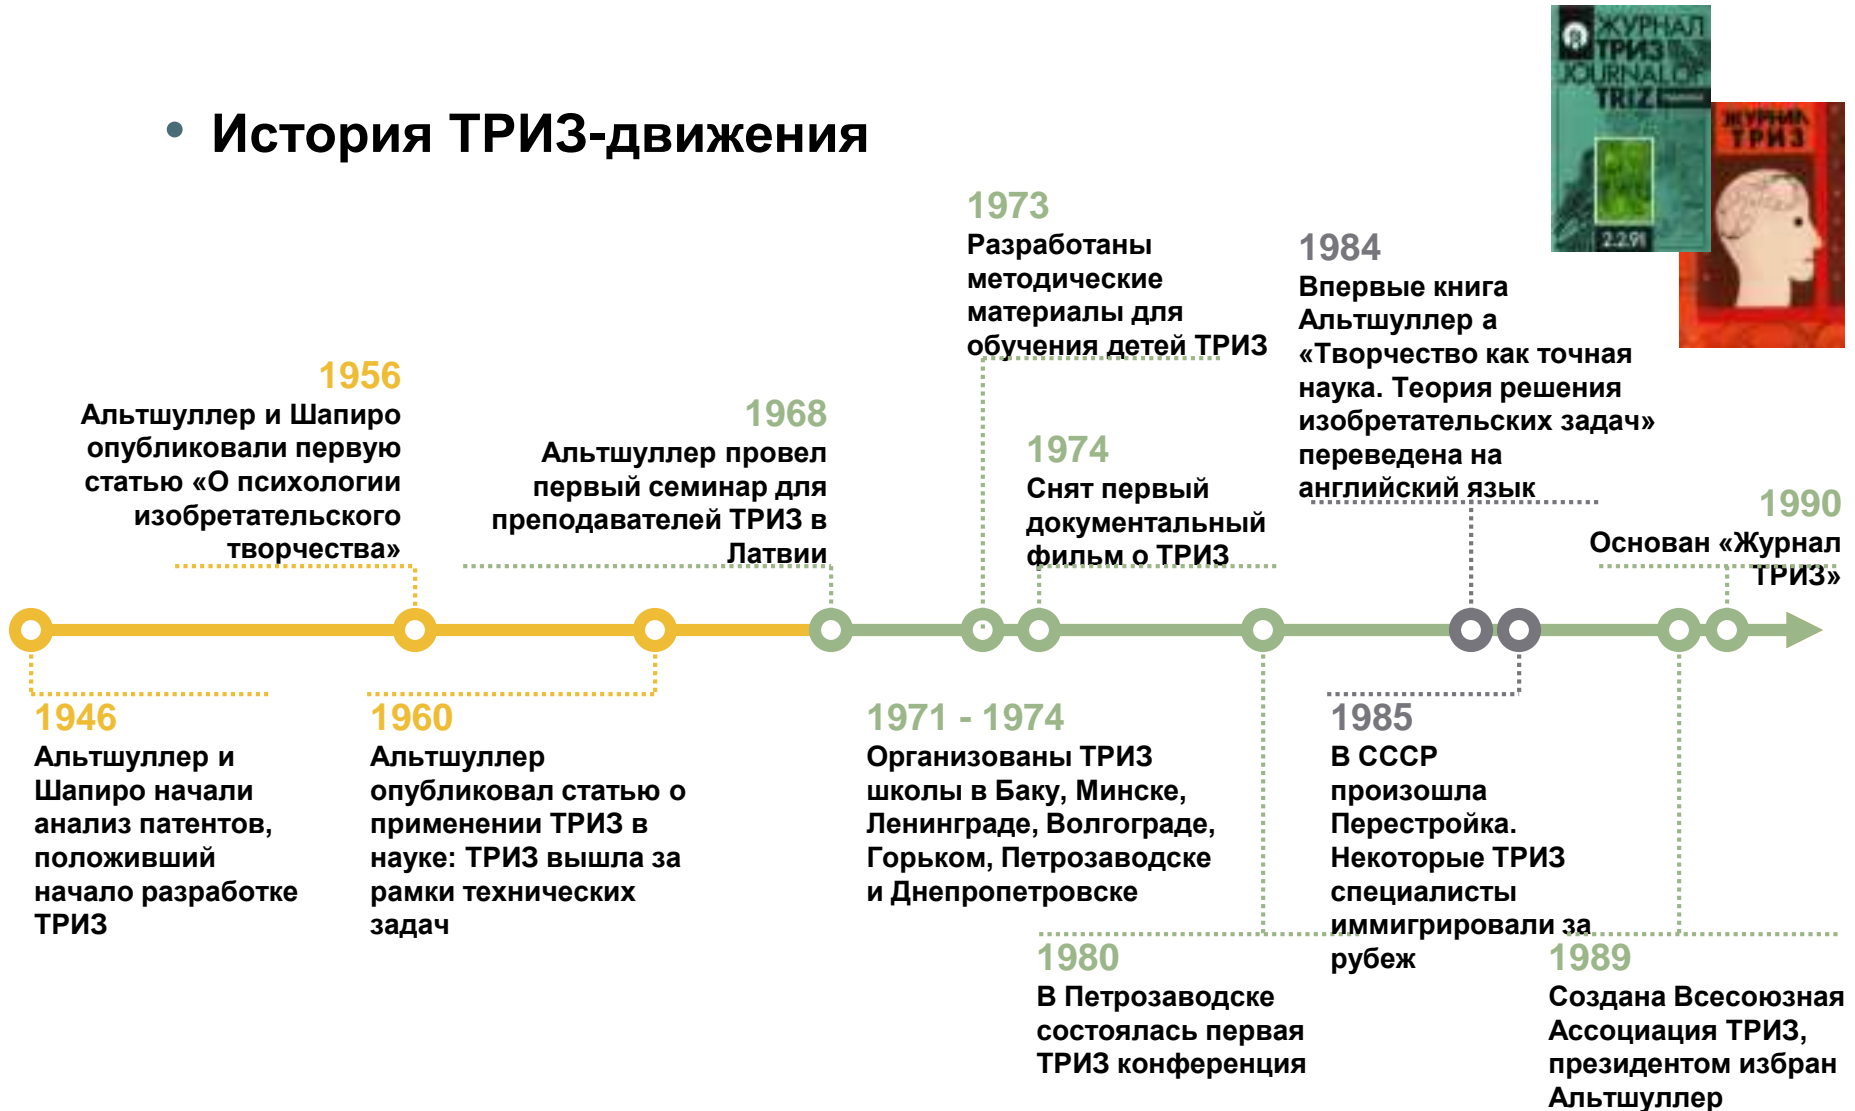 ЖУРНАЛ
ТРИЗ
JOURNAL OF
TRIZ
2.2.91
ЖУРНАЛ
ТРИЗ
• История ТРИЗ-движения
1973
Разработаны
методические
материалы для
обучения детей ТРИЗ
1984
Впервые книга
Альтшуллер а
«Творчество как точная
наука. Теория решения
изобретательских задач»
переведена на
английский язык
1956
Альтшуллер и Шапиро
опубликовали первую
статью «О психологии
изобретательского
творчества»
1968
Альтшуллер провел
первый семинар для
преподавателей ТРИЗ в
Латвии
1974
Снят первый
документальный
фильм о ТРИЗ
1990
Основан «Журнал
ТРИЗ»
1946
Альтшуллер и
Шапиро начали
анализ патентов,
положивший
начало разработке
ТРИЗ
1960
Альтшуллер
опубликовал статью о
применении ТРИЗ в
науке: ТРИЗ вышла за
рамки технических
задач
1971 - 1974
Организованы ТРИЗ
школы в Баку, Минске,
Ленинграде, Волгограде,
Горьком, Петрозаводске
и Днепропетровске
1985
В СССР
произошла
Перестройка.
Некоторые ТРИЗ
специалисты
иммигрировали за
рубеж
1980
В Петрозаводске
состоялась первая
ТРИЗ конференция
1989
Создана Всесоюзная
Ассоциация ТРИЗ,
президентом избран
Альтшуллер